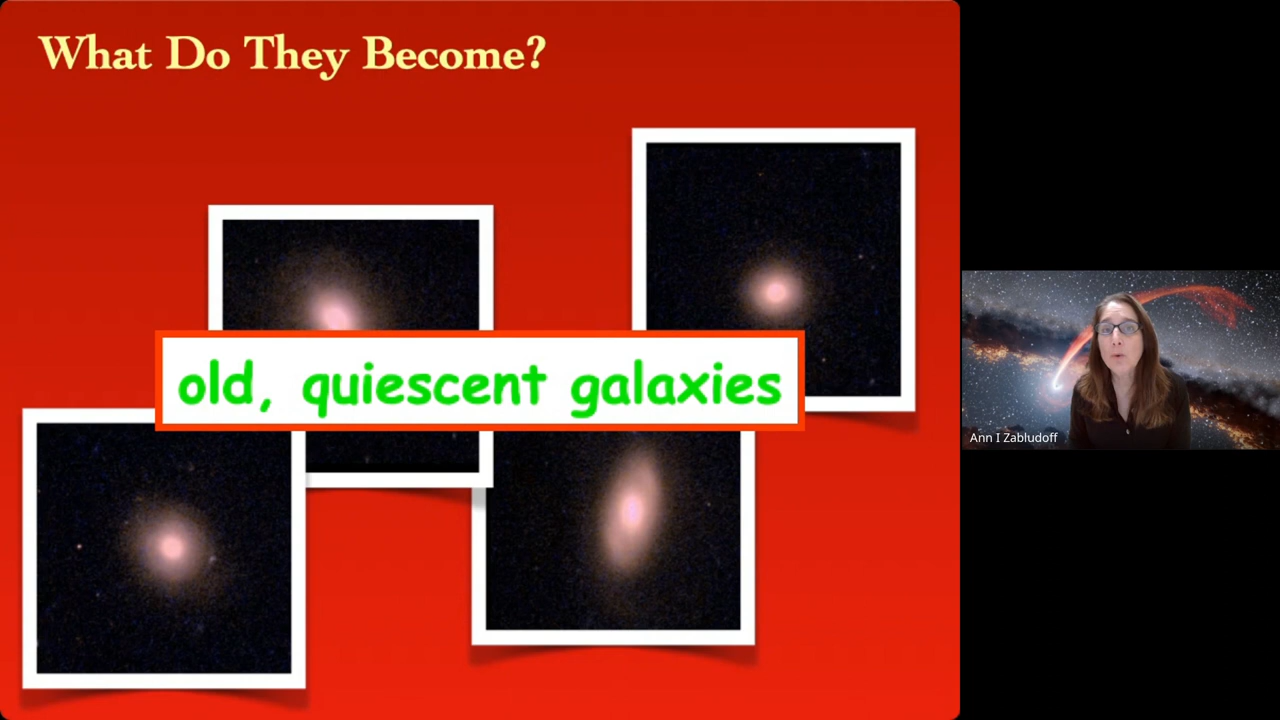 What Do They Become?
old, quiescent galaxies
Ann I Zabludoff